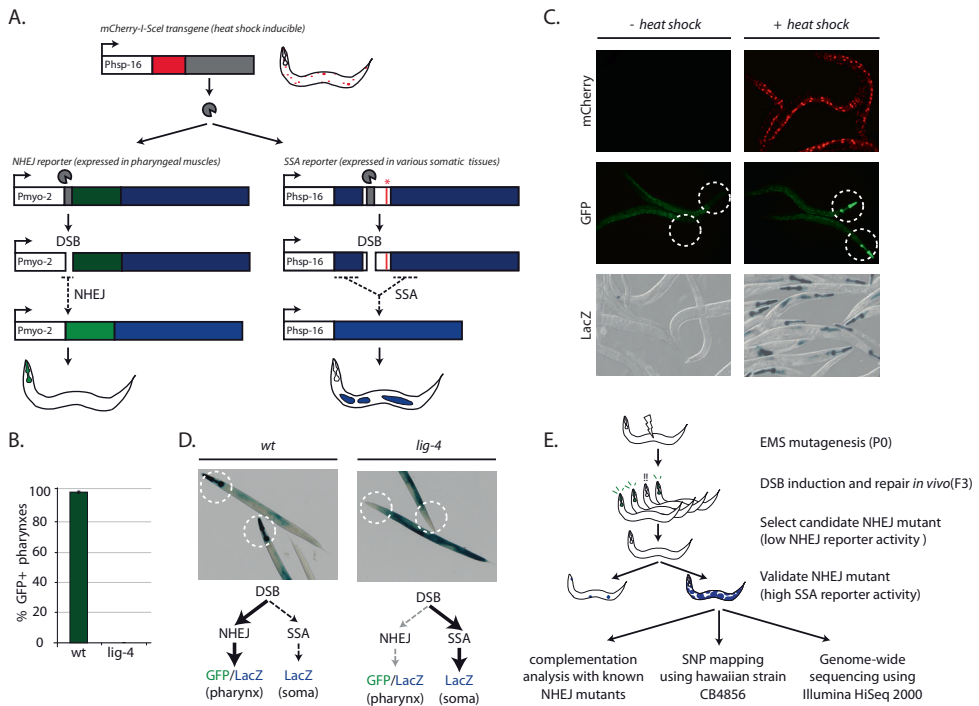 A.
mCherry-I-SceI transgene (heat shock inducible)
Phsp-16
NHEJ reporter (expressed in pharyngeal muscles)
Pmyo-2
DSB
Pmyo-2
NHEJ
Pmyo-2
SSA reporter (expressed in various somatic tissues)
*
Phsp-16
DSB
Phsp-16
SSA
Phsp-16
B.
% GFP+ pharynxes
100
80
60
40
20
0
wt
lig-4
C.
- heat shock
+ heat shock
mCherry
GFP
LacZ
D.
wt
lig-4
DSB
NHEJ
SSA
GFP/LacZ
(pharynx)
LacZ
(soma)
DSB
NHEJ
SSA
GFP/LacZ
(pharynx)
LacZ
(soma)
E.
EMS mutagenesis (P0)
!!
DSB induction and repair in vivo(F3)
Select candidate NHEJ mutant
(low NHEJ reporter activity )
Validate NHEJ mutant
(high SSA reporter activity)
complementation
analysis with known
NHEJ mutants
SNP mapping
using hawaiian strain
CB4856
Genome-wide
sequencing using
Illumina HiSeq 2000